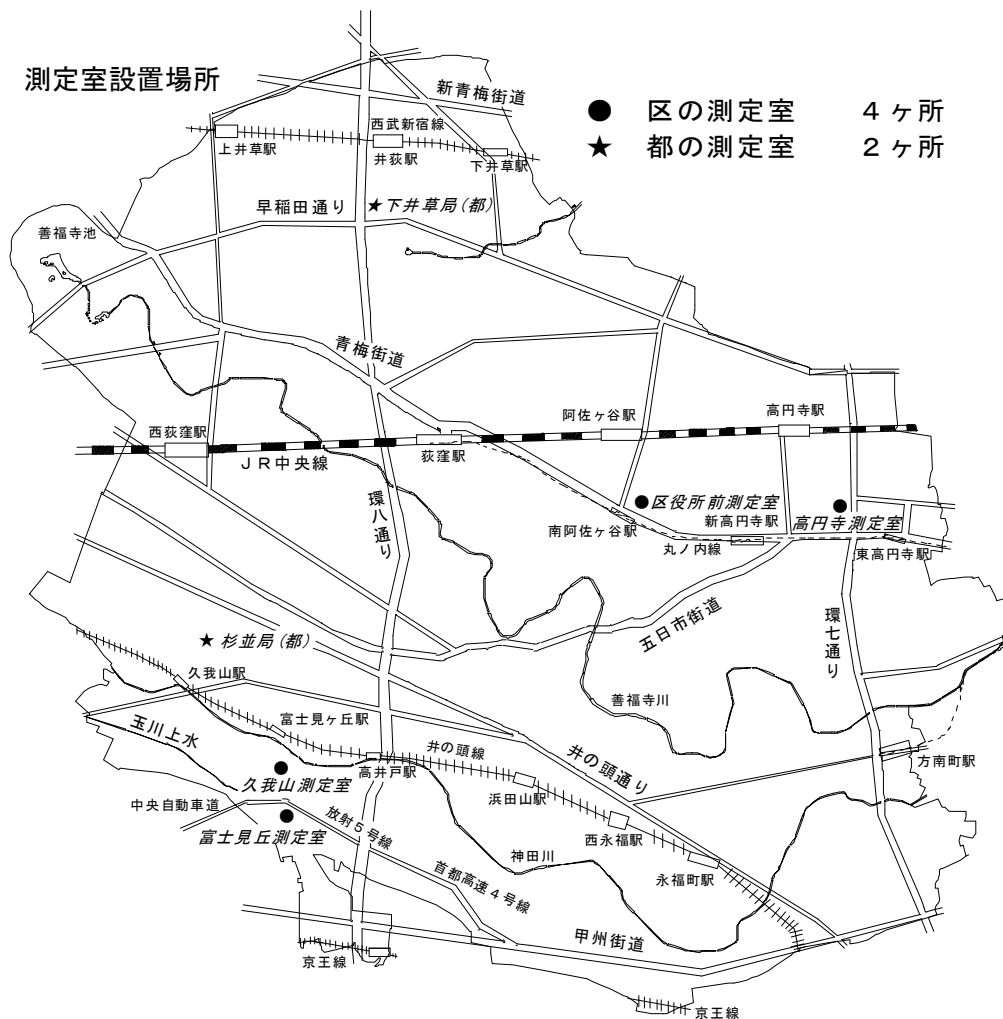 測定室設置場所
● 区の測定室 ４ヶ所
★ 都の測定室 ２ヶ所
新青梅街道
西武新宿線
上井草駅
井荻駅
下井草駅
早稲田通り
★下井草局(都)
善福寺池
青梅街道
阿佐ヶ谷駅
高円寺駅
西荻窪駅
荻窪駅
ＪＲ中央線
環八通り
●区役所前測定室
●
高円寺測定室
新高円寺駅
南阿佐ヶ谷駅
丸ノ内線
東高円寺駅
五日市街道
環七通り
★ 杉並局(都)
久我山駅
善福寺川
富士見ヶ丘駅
玉川上水
井の頭線
井の頭通り
高井戸駅
方南町駅
●
久我山測定室
浜田山駅
中央自動車道
●
富士見丘測定室
放射５号線
西永福駅
神田川
永福町駅
首都高速４号線
甲州街道
京王線
京王線